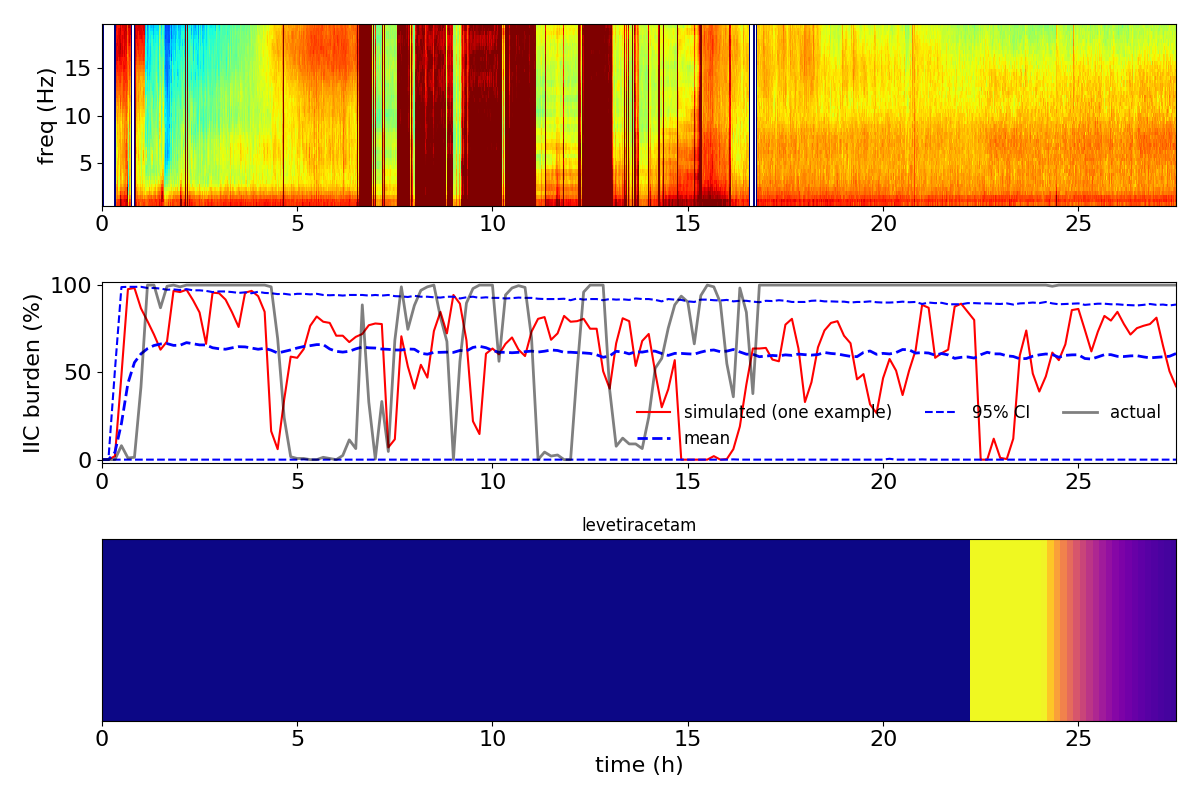 freq (Hz)
15
10
5
0 5 10 15 20 25
IIC burden (%)
100
50
0
simulated (one example) 95% CI actual
mean
0 5 10 15 20 25
levetiracetam
0 5 10 15 20 25
time (h)